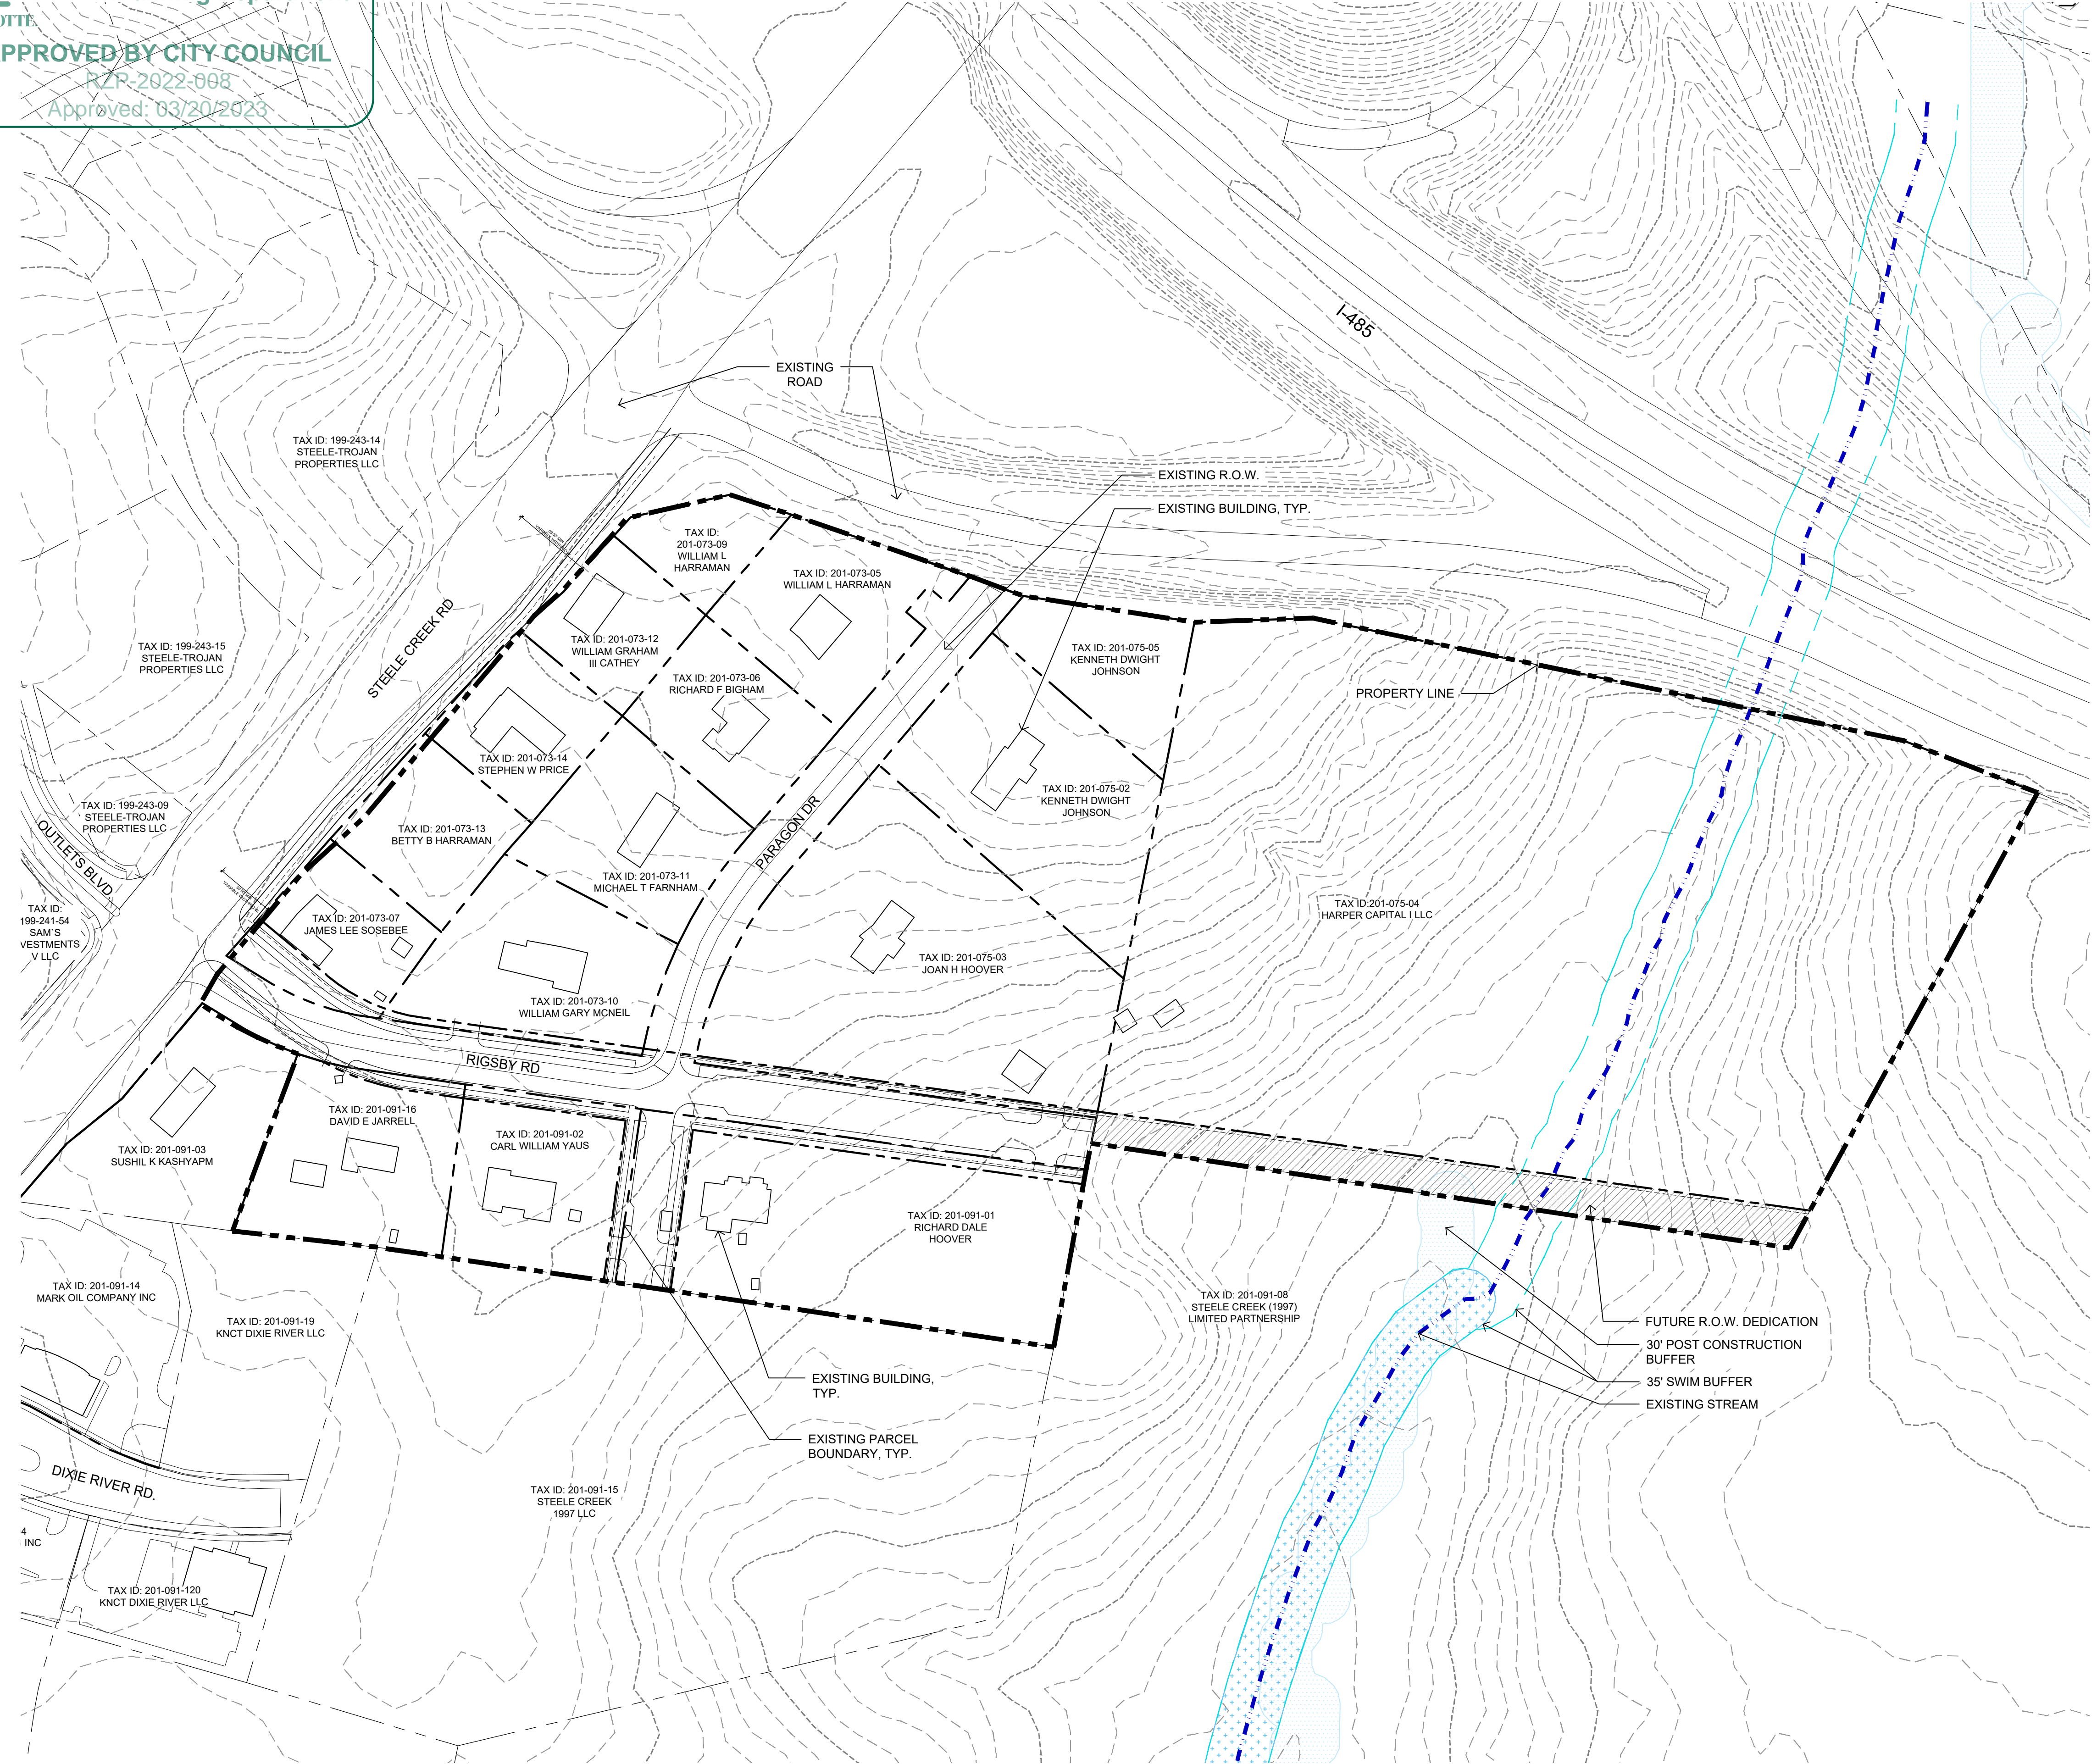 APPROVED BY CITY COUNCIL
RZP-2022-008
Approved: 03/20/2023
I-485
EXISTING
ROAD
TAX ID: 199-243-14
STEELE-TROJAN
PROPERTIES LLC
EXISTING R.O.W.
EXISTING BUILDING, TYP.
TAX ID:
201-073-09
WILLIAM L
HARRAMAN
TAX ID: 201-073-05
WILLIAM L HARRAMAN
STEELE CREEK RD
TAX ID: 199-243-15
STEELE-TROJAN
PROPERTIES LLC
TAX ID: 201-073-12
WILLIAM GRAHAM
III CATHEY
TAX ID: 201-075-05
KENNETH DWIGHT
JOHNSON
TAX ID: 201-073-06
RICHARD F BIGHAM
PROPERTY LINE
TAX ID: 201-073-14
STEPHEN W PRICE
TAX ID: 201-075-02
KENNETH DWIGHT
JOHNSON
TAX ID: 199-243-09
STEELE-TROJAN
PROPERTIES LLC
OUTLETS BLVD
TAX ID: 201-073-13
BETTY B HARRAMAN
PARAGON DR
TAX ID: 201-073-11
MICHAEL T FARNHAM
TAX ID:
199-241-54
SAM`S
VESTMENTS
V LLC
TAX ID: 201-073-07
JAMES LEE SOSEBEE
TAX ID:201-075-04
HARPER CAPITAL I LLC
TAX ID: 201-075-03
JOAN H HOOVER
TAX ID: 201-073-10
WILLIAM GARY MCNEIL
RIGSBY RD
TAX ID: 201-091-16
DAVID E JARRELL
TAX ID: 201-091-02
CARL WILLIAM YAUS
TAX ID: 201-091-03
SUSHIL K KASHYAPM
TAX ID: 201-091-01
RICHARD DALE
HOOVER
TAX ID: 201-091-14
MARK OIL COMPANY INC
TAX ID: 201-091-19
KNCT DIXIE RIVER LLC
TAX ID: 201-091-08
STEELE CREEK (1997)
LIMITED PARTNERSHIP
FUTURE R.O.W. DEDICATION
30' POST CONSTRUCTION
BUFFER
35' SWIM BUFFER
EXISTING STREAM
EXISTING BUILDING,
TYP.
EXISTING PARCEL
BOUNDARY, TYP.
DIXIE RIVER RD.
TAX ID: 201-091-15
STEELE CREEK
1997 LLC
4
INC
TAX ID: 201-091-120
KNCT DIXIE RIVER LLC